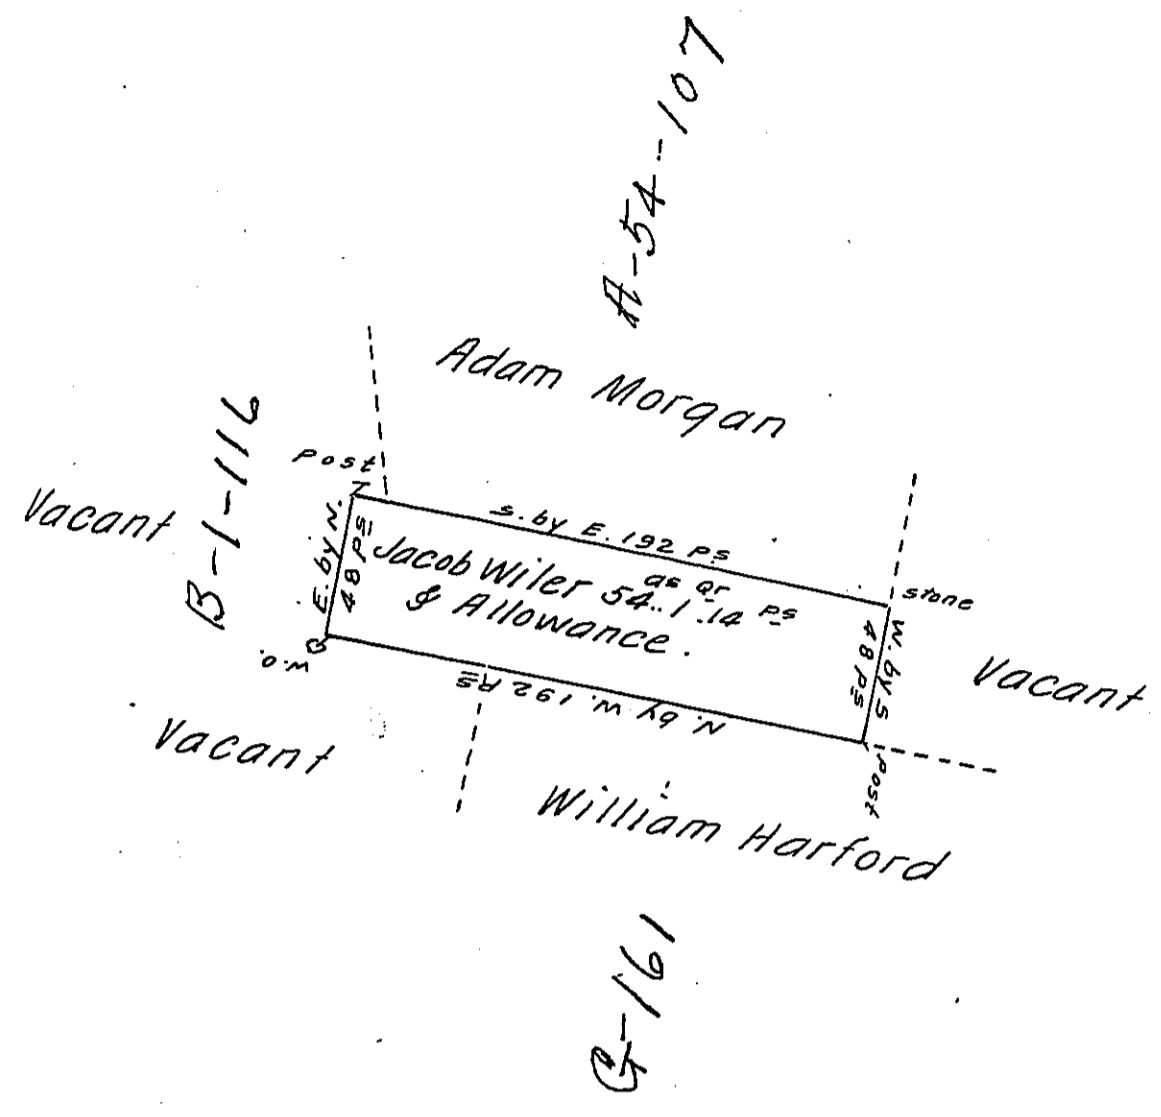 A-54-107
Adam Morgan
B-1-116
Post
Vacant
E. by N.
48 Ps
S. by E. 192 Ps
Jacob Wiler 54..1.14
as qr Ps
& Allowance.
stone
W. by S
48 Ps
Vacant
W.O.
N. by W. 192 Ps
Post
Vacant
William Harford
G-161